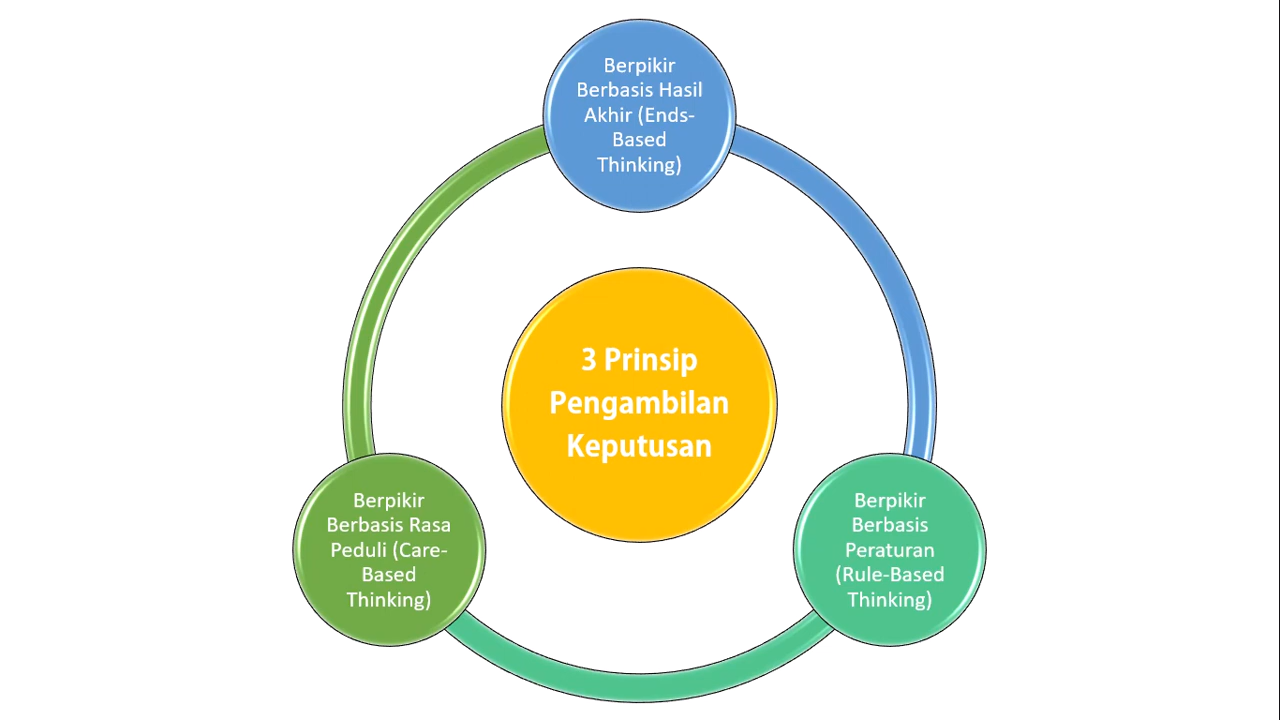 Berpikir
Berbasis Hasil
Akhir (Ends-
Based
Thinking)
3 Prinsip
Pengambilan
Keputusan
Berpikir
Berbasis Rasa
Peduli (Care-
Based
Thinking)
Berpikir
Berbasis
Peraturan
(Rule-Based
Thinking)